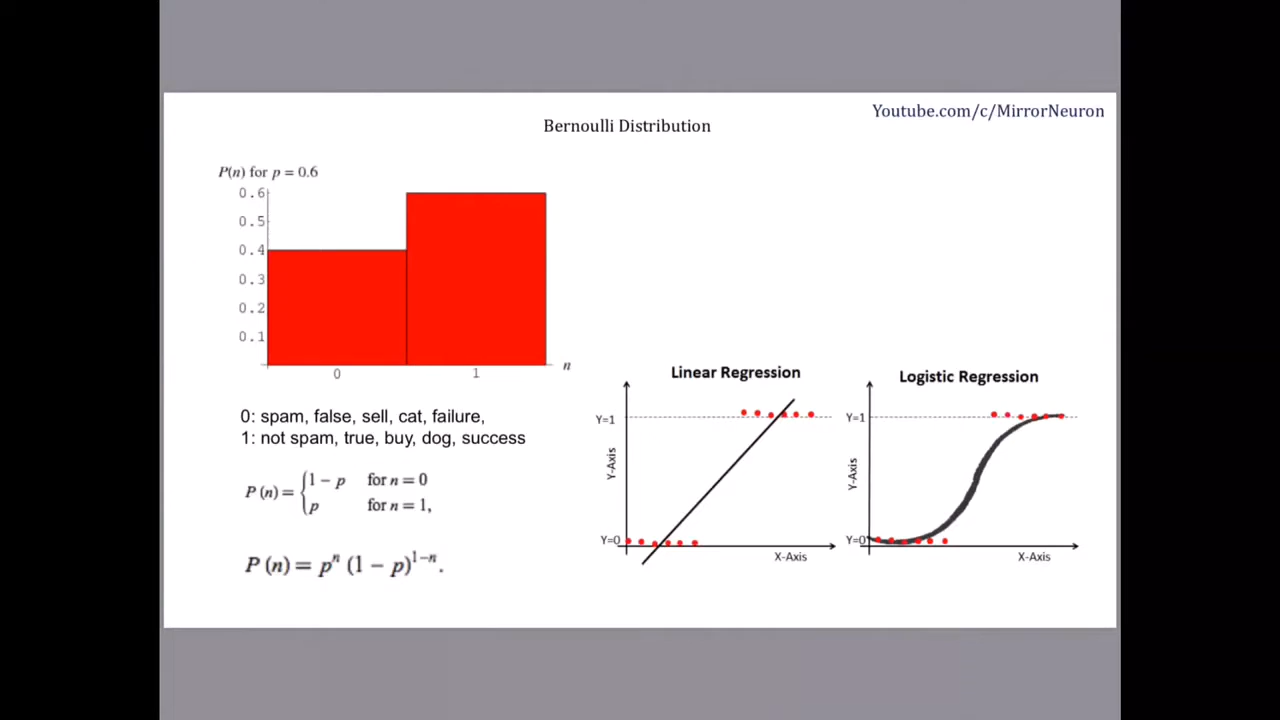 Youtube.com/c/MirrorNeuron
Bernoulli Distribution
P(n) for p = 0.6
0.6
0.5
0.4
0.3
0.2
0.1
0 1 n
0: spam, false, sell, cat, failure,
1: not spam, true, buy, dog, success
P (n) = { 1 − p for n = 0
p for n = 1,
P (n) = pⁿ (1 − p)¹⁻ⁿ.
Linear Regression
Y=1
Y-Axis
Y=0
X-Axis
Logistic Regression
Y=1
Y-Axis
Y=0
X-Axis